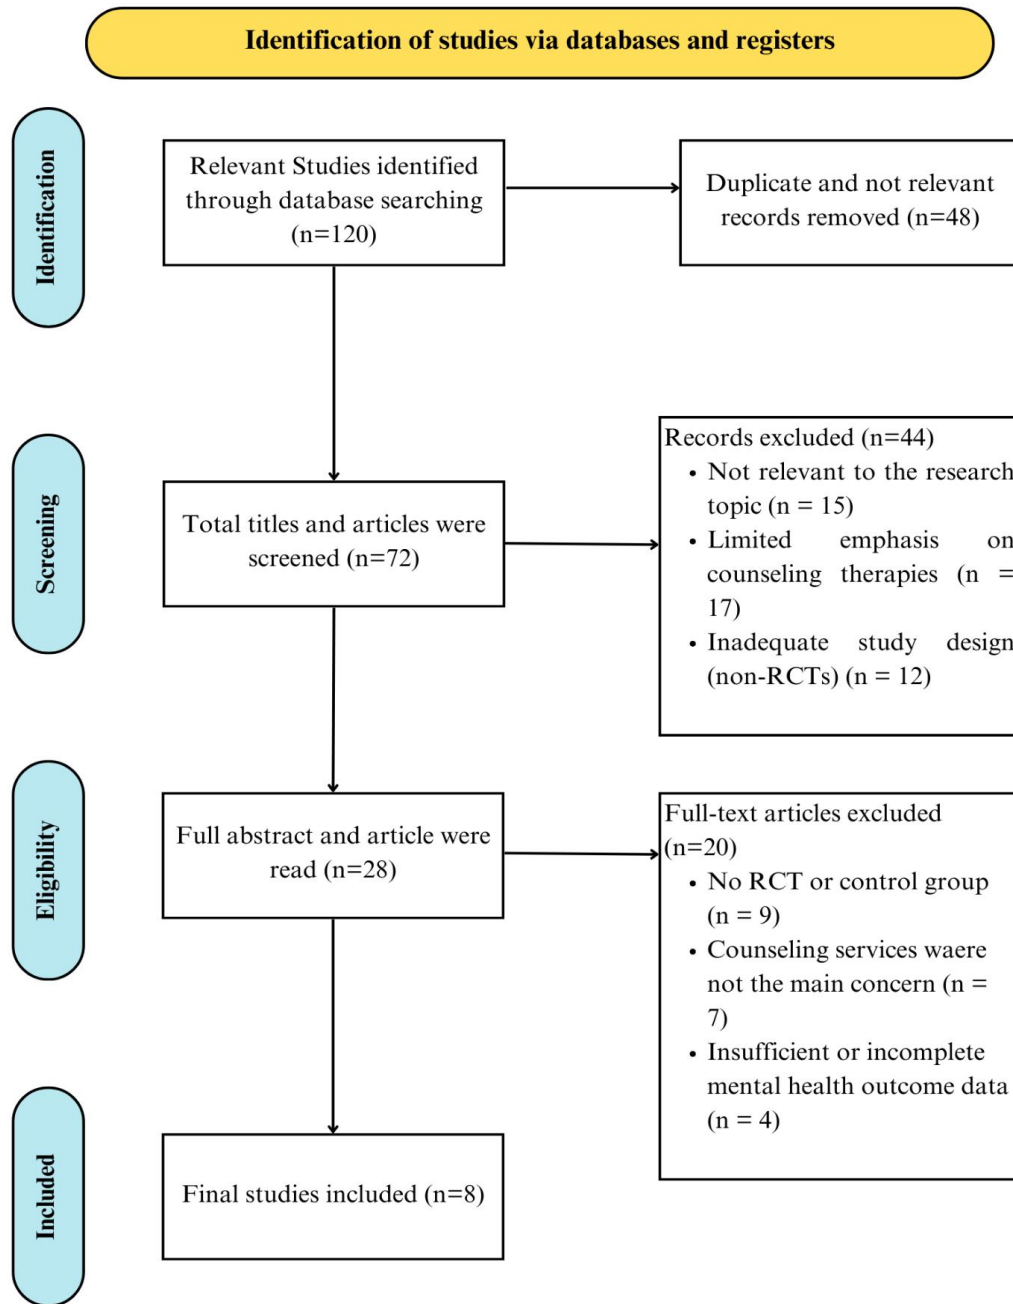 Identification of studies via databases and registers
Identification
Relevant Studies identified
through database searching
(n=120)
Duplicate and not relevant
records removed (n=48)
Screening
Total titles and articles were
screened (n=72)
Records excluded (n=44)
• Not relevant to the research
topic (n = 15)
• Limited emphasis on
counseling therapies (n =
17)
• Inadequate study design
(non-RCTs) (n = 12)
Eligibility
Full abstract and article were
read (n=28)
Full-text articles excluded
(n=20)
• No RCT or control group
(n = 9)
• Counseling services waere
not the main concern (n =
7)
• Insufficient or incomplete
mental health outcome data
(n = 4)
Included
Final studies included (n=8)